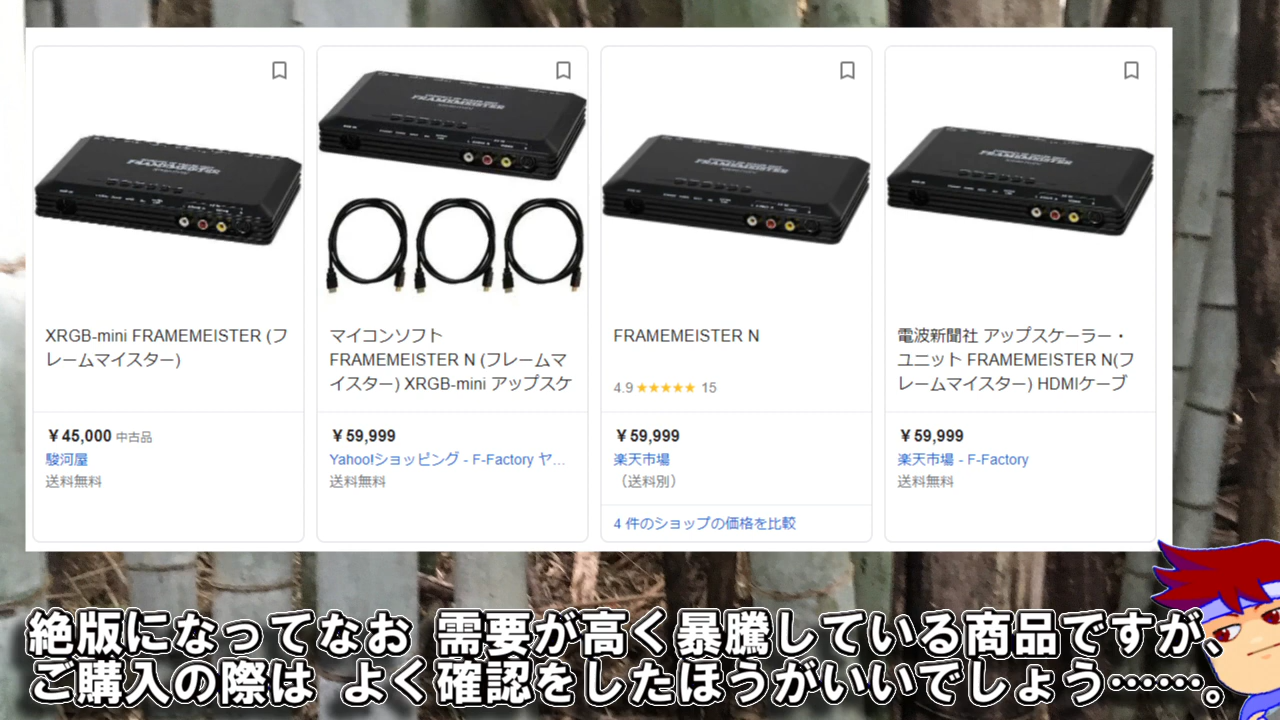 FRAMEMEISTER
FRAMEMEISTER
FRAMEMEISTER
FRAMEMEISTER
XRGB-mini FRAMEMEISTER (フ
レームマイスター)
￥45,000 中古品
駿河屋
送料無料
マイコンソフト
FRAMEMEISTER N (フレームマ
イスター) XRGB-mini アップスケ
￥59,999
Yahoo!ショッピング - F-Factory ヤ...
送料無料
FRAMEMEISTER N
4.9 ★★★★★ 15
￥59,999
楽天市場
（送料別）
4 件のショップの価格を比較
電波新聞社 アップスケーラー・
ユニット FRAMEMEISTER N(フ
レームマイスター) HDMIケーブ
￥59,999
楽天市場 - F-Factory
送料無料
絶版になってなお 需要が高く暴騰している商品ですが、
ご購入の際は よく確認をしたほうがいいでしょう……。